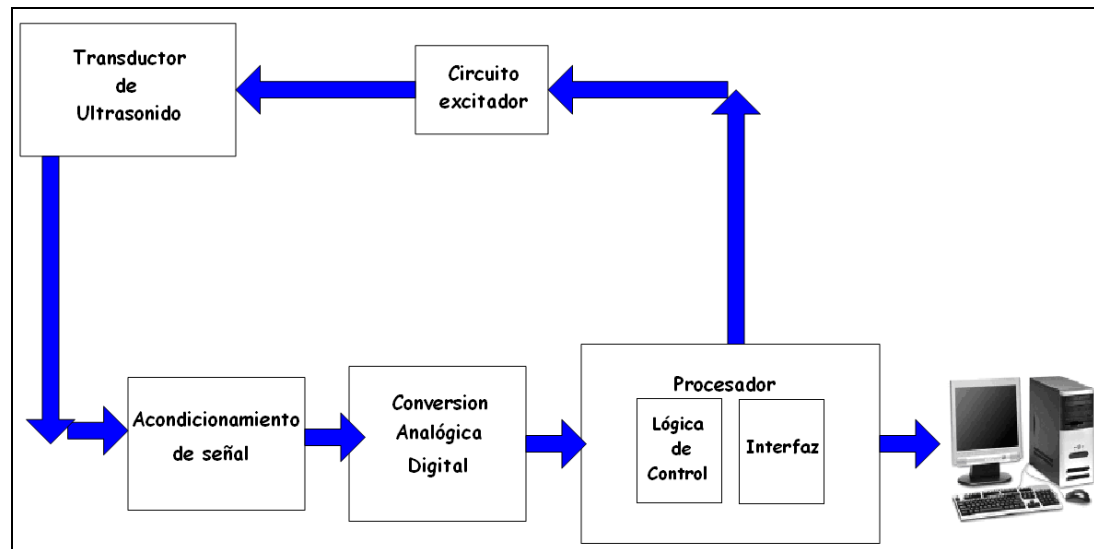 Transductor
de
Ultrasonido
Circuito
excitador
Acondicionamiento
de señal
Conversion
Analógica
Digital
Procesador
Lógica
de
Control
Interfaz